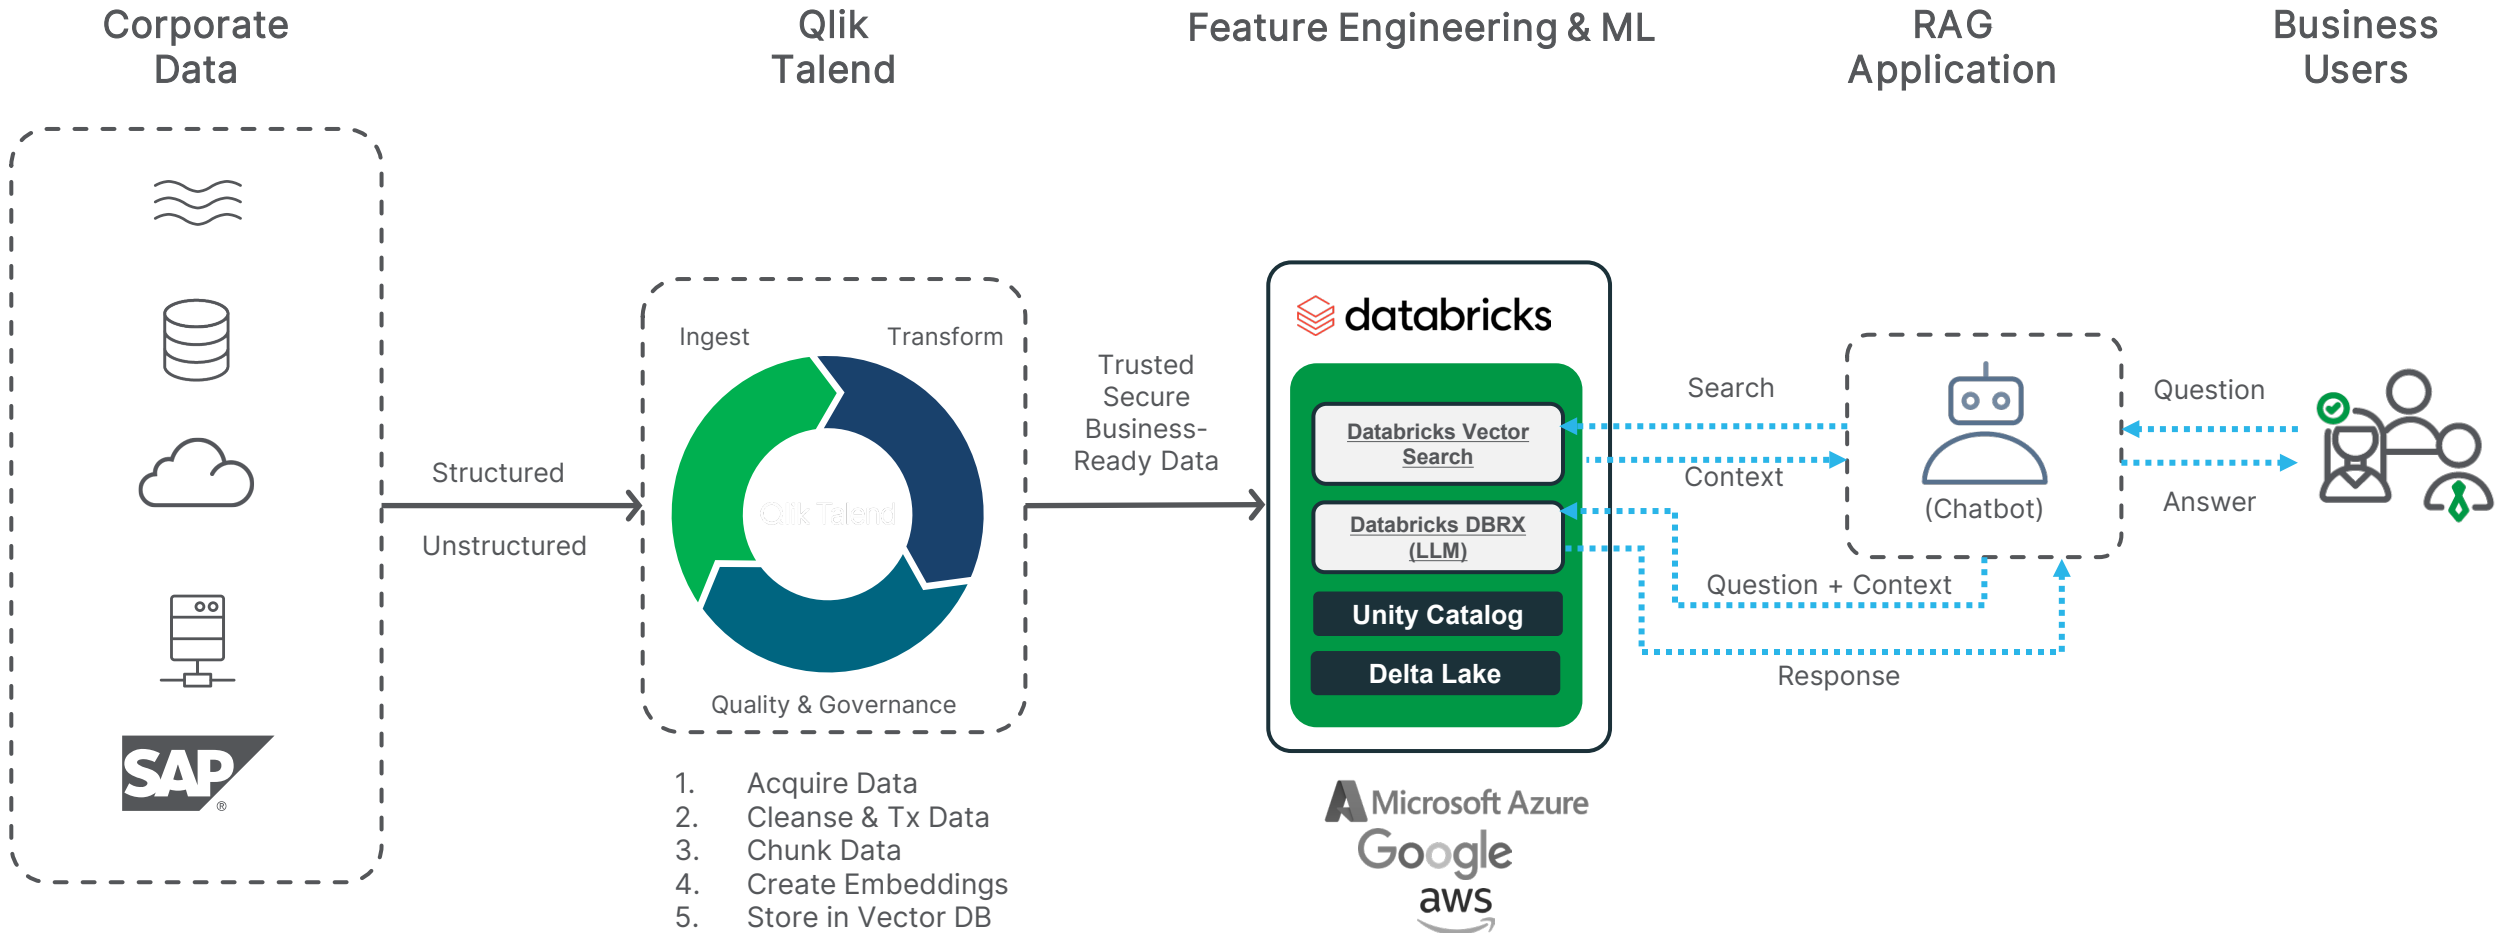 Corporate
Data
Qlik
Talend
Feature Engineering & ML
RAG
Application
Business
Users
SAP
®
Structured
Unstructured
Ingest
Transform
Qlik Talend
Quality & Governance
1. Acquire Data
2. Cleanse & Tx Data
3. Chunk Data
4. Create Embeddings
5. Store in Vector DB
Trusted
Secure
Business-
Ready Data
databricks
Databricks Vector
Search
Databricks DBRX
(LLM)
Unity Catalog
Delta Lake
Microsoft Azure
Google
aws
Search
Context
Question + Context
Response
(Chatbot)
Question
Answer